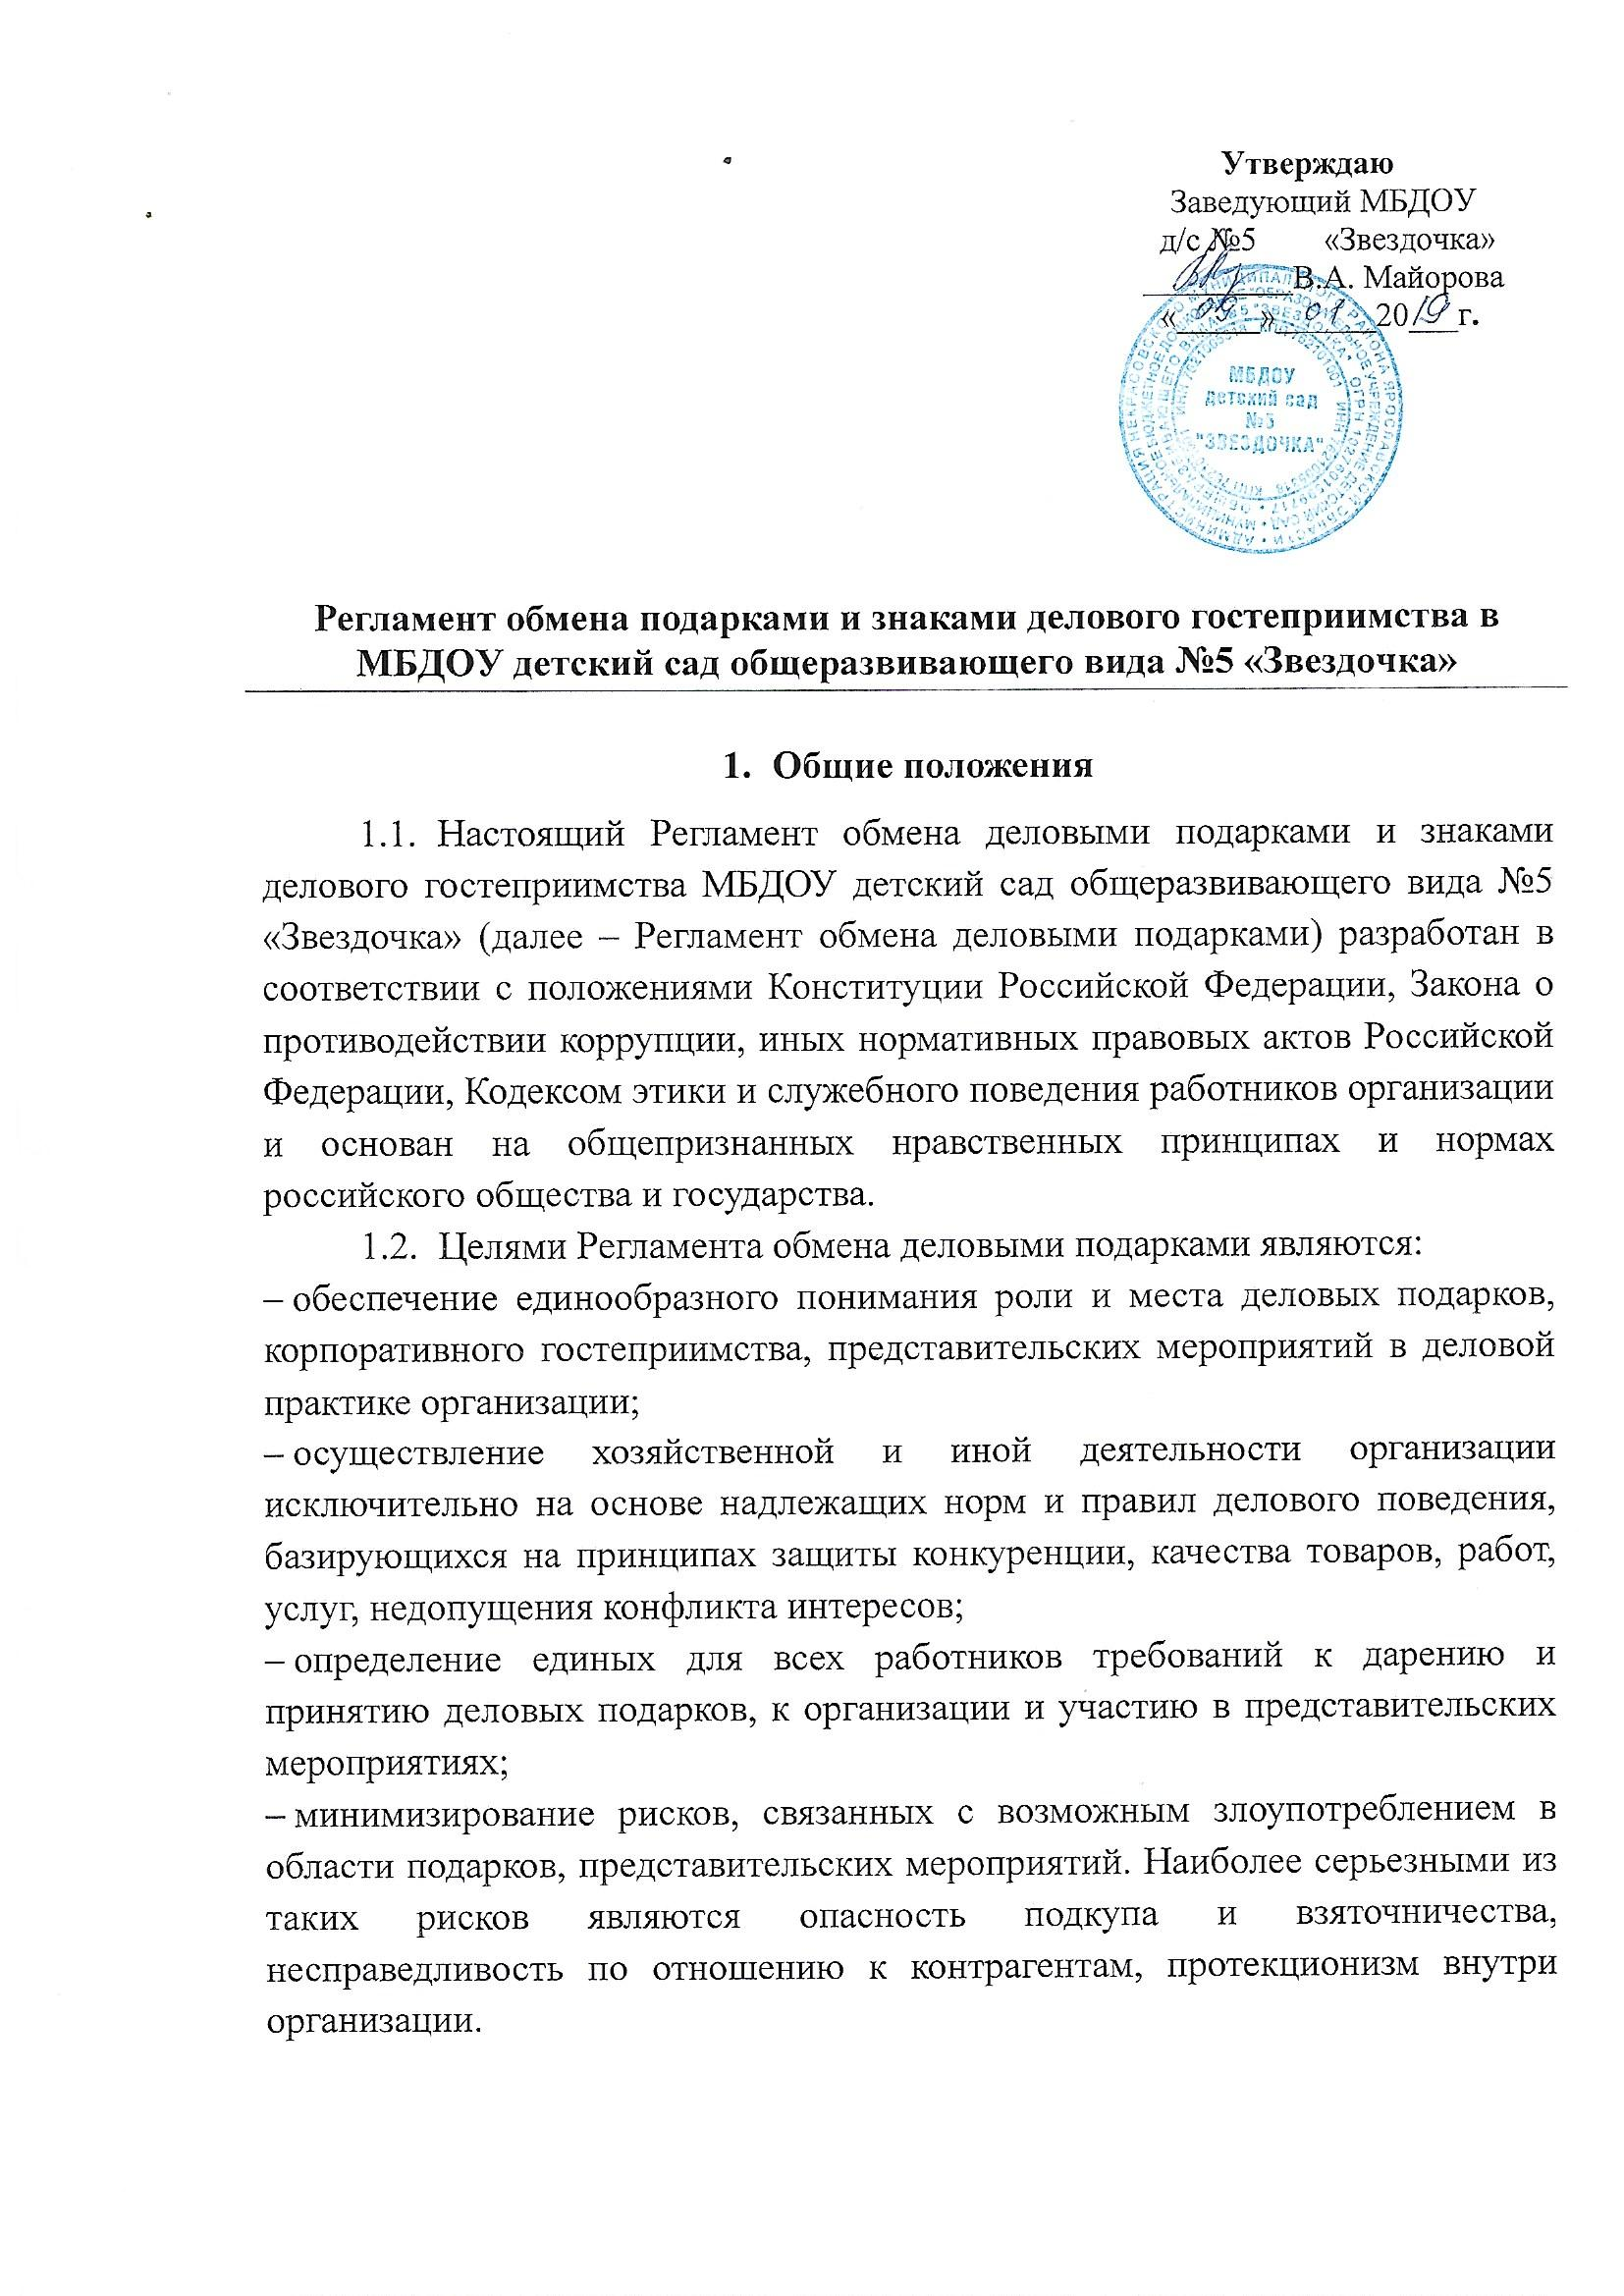 Утверждаю
Заведующий МБДОУ
д/с №5 «Звездочка»
В.А. Майорова
«09» 01 2019 г.
МБДОУ
детский сад
№5
"ЗВЕЗДОЧКА"
Регламент обмена подарками и знаками делового гостеприимства в
МБДОУ детский сад общеразвивающего вида №5 «Звездочка»
1. Общие положения
1.1. Настоящий Регламент обмена деловыми подарками и знаками
делового гостеприимства МБДОУ детский сад общеразвивающего вида №5
«Звездочка» (далее – Регламент обмена деловыми подарками) разработан в
соответствии с положениями Конституции Российской Федерации, Закона о
противодействии коррупции, иных нормативных правовых актов Российской
Федерации, Кодексом этики и служебного поведения работников организации
и основан на общепризнанных нравственных принципах и нормах
российского общества и государства.
1.2. Целями Регламента обмена деловыми подарками являются:
– обеспечение единообразного понимания роли и места деловых подарков,
корпоративного гостеприимства, представительских мероприятий в деловой
практике организации;
– осуществление хозяйственной и иной деятельности организации
исключительно на основе надлежащих норм и правил делового поведения,
базирующихся на принципах защиты конкуренции, качества товаров, работ,
услуг, недопущения конфликта интересов;
– определение единых для всех работников требований к дарению и
принятию деловых подарков, к организации и участию в представительских
мероприятиях;
– минимизирование рисков, связанных с возможным злоупотреблением в
области подарков, представительских мероприятий. Наиболее серьезными из
таких рисков являются опасность подкупа и взяточничества,
несправедливость по отношению к контрагентам, протекционизм внутри
организации.